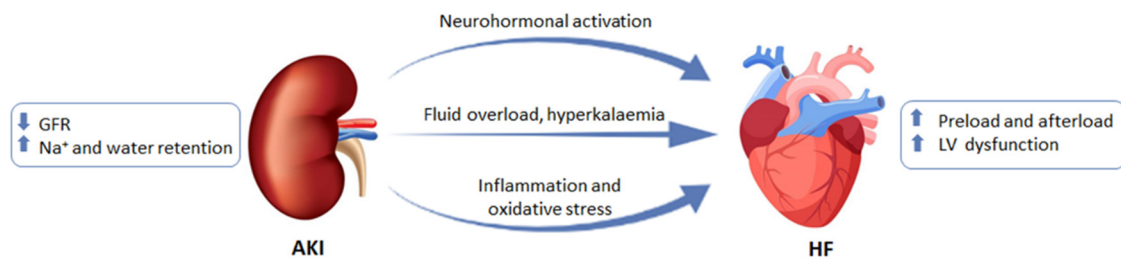 Neurohormonal activation
GFR
Na⁺ and water retention
Fluid overload, hyperkalaemia
Inflammation and
oxidative stress
AKI
Preload and afterload
LV dysfunction
HF